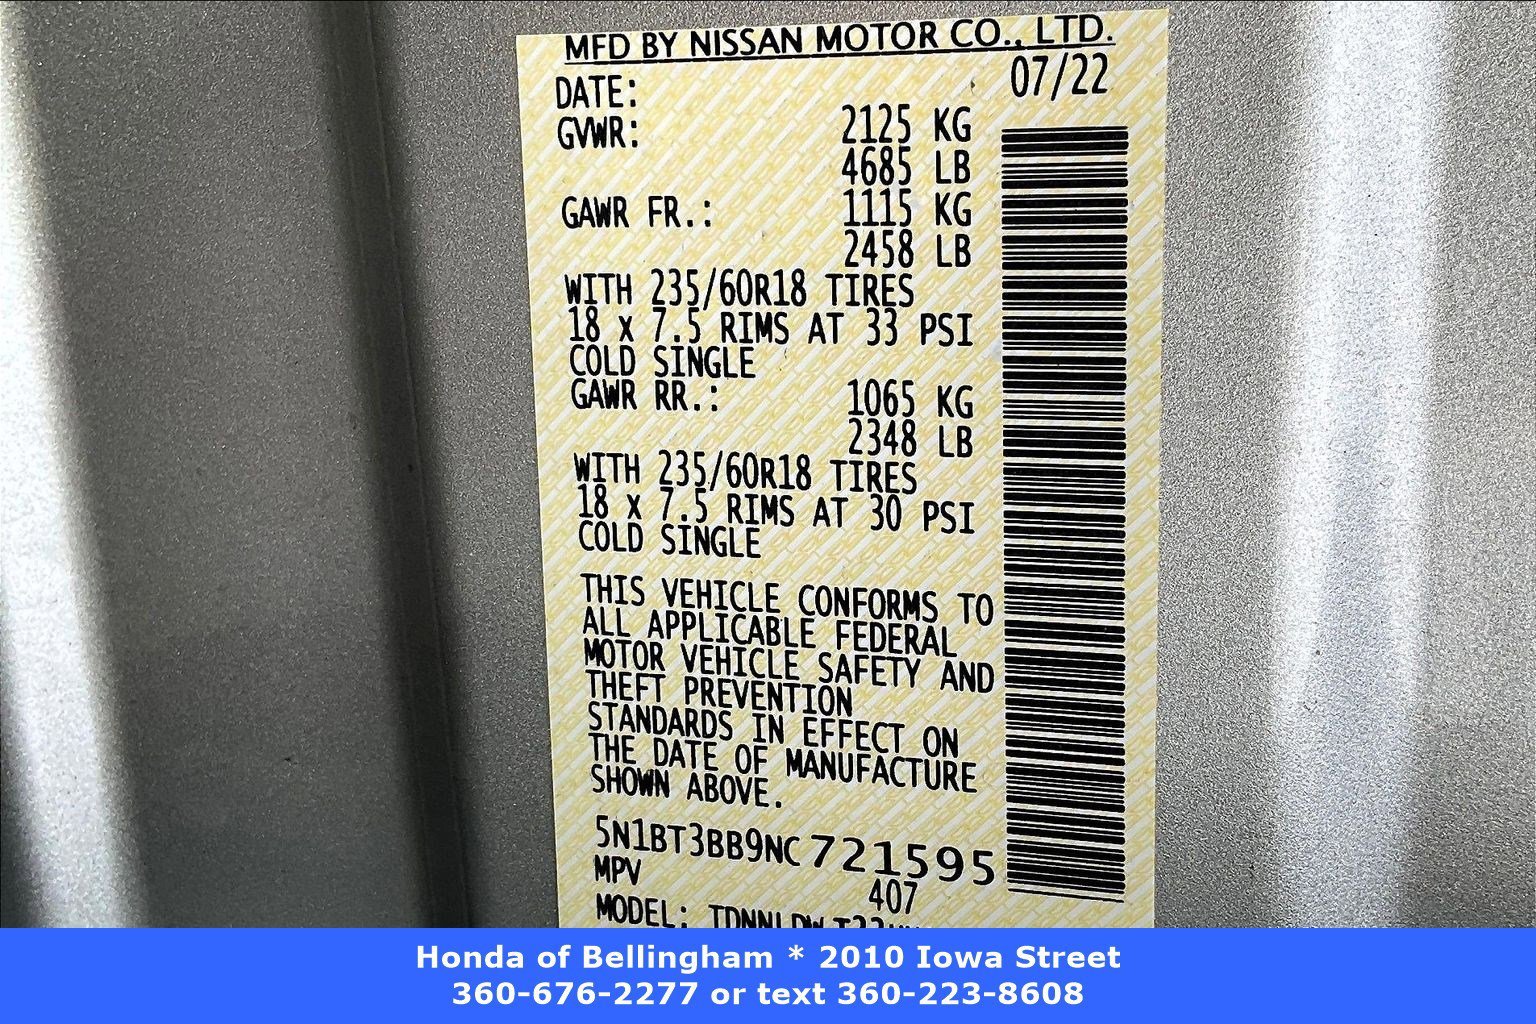 MFD BY NISSAN MOTOR CO., LTD.
DATE: 07/22
GVWR: 2125 KG
4685 LB
GAWR FR.: 1115 KG
2458 LB
WITH 235/60R18 TIRES
18 x 7.5 RIMS AT 33 PSI
COLD SINGLE
GAWR RR.: 1065 KG
2348 LB
WITH 235/60R18 TIRES
18 x 7.5 RIMS AT 30 PSI
COLD SINGLE
THIS VEHICLE CONFORMS TO
ALL APPLICABLE FEDERAL
MOTOR VEHICLE SAFETY AND
THEFT PREVENTION
STANDARDS IN EFFECT ON
THE DATE OF MANUFACTURE
SHOWN ABOVE.
5N1BT3BB9NC721595
MPV 407
MODEL:
Honda of Bellingham * 2010 Iowa Street
360-676-2277 or text 360-223-8608